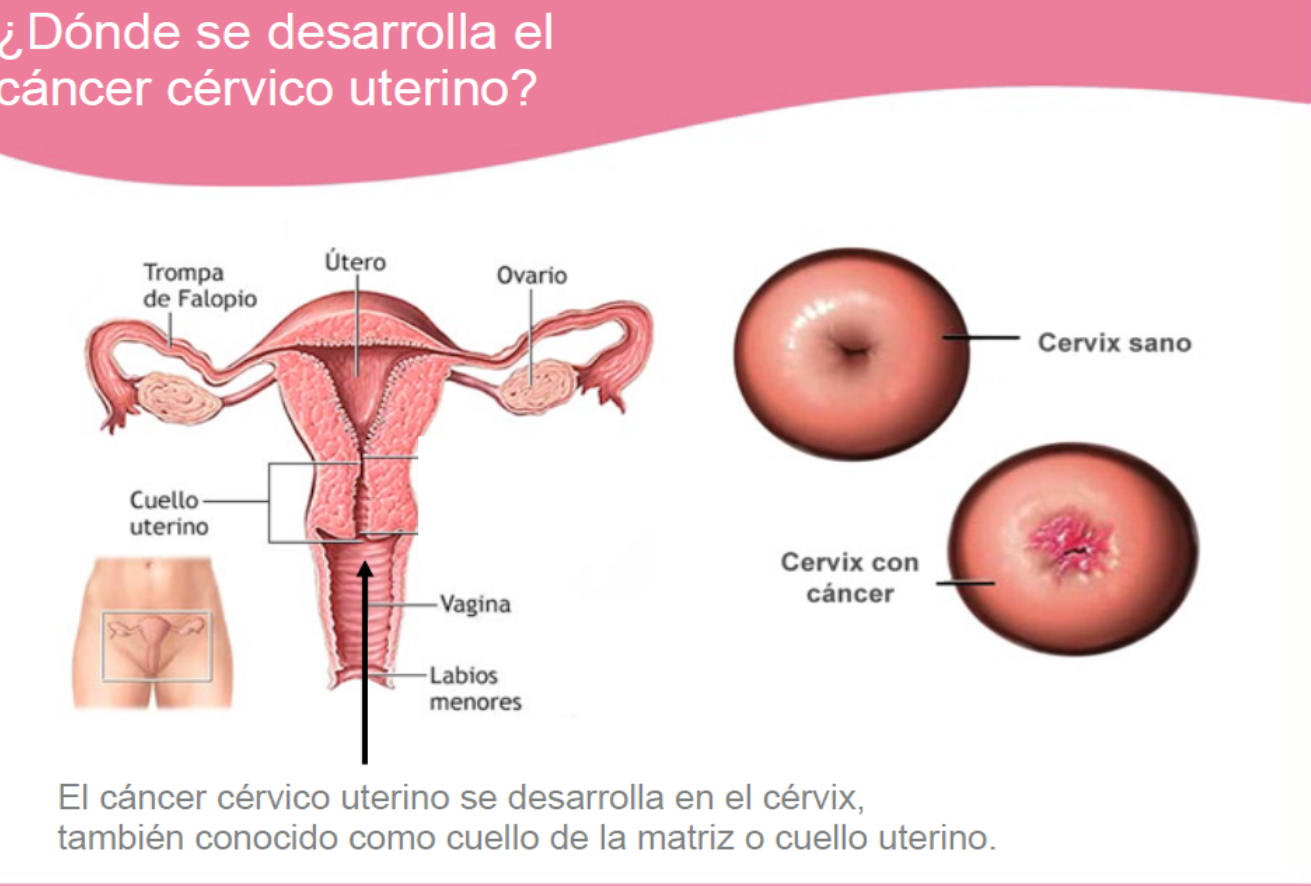 ¿Dónde se desarrolla el
cáncer cérvico uterino?
Trompa
de Falopio
Útero
Ovario
Cuello
uterino
Vagina
Labios
menores
Cervix sano
Cervix con
cáncer
El cáncer cérvico uterino se desarrolla en el cérvix,
también conocido como cuello de la matriz o cuello uterino.